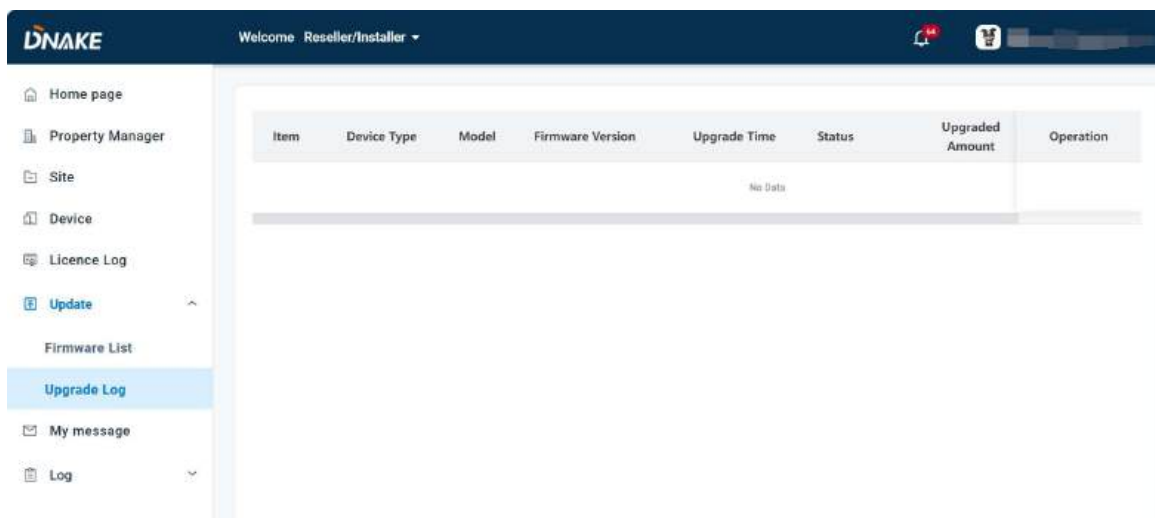 DNAKE
Welcome Reseller/Installer
64
Home page
Property Manager
Site
Device
Licence Log
Update
Firmware List
Upgrade Log
My message
Log
Item Device Type Model Firmware Version Upgrade Time Status Upgraded Amount Operation
No Data